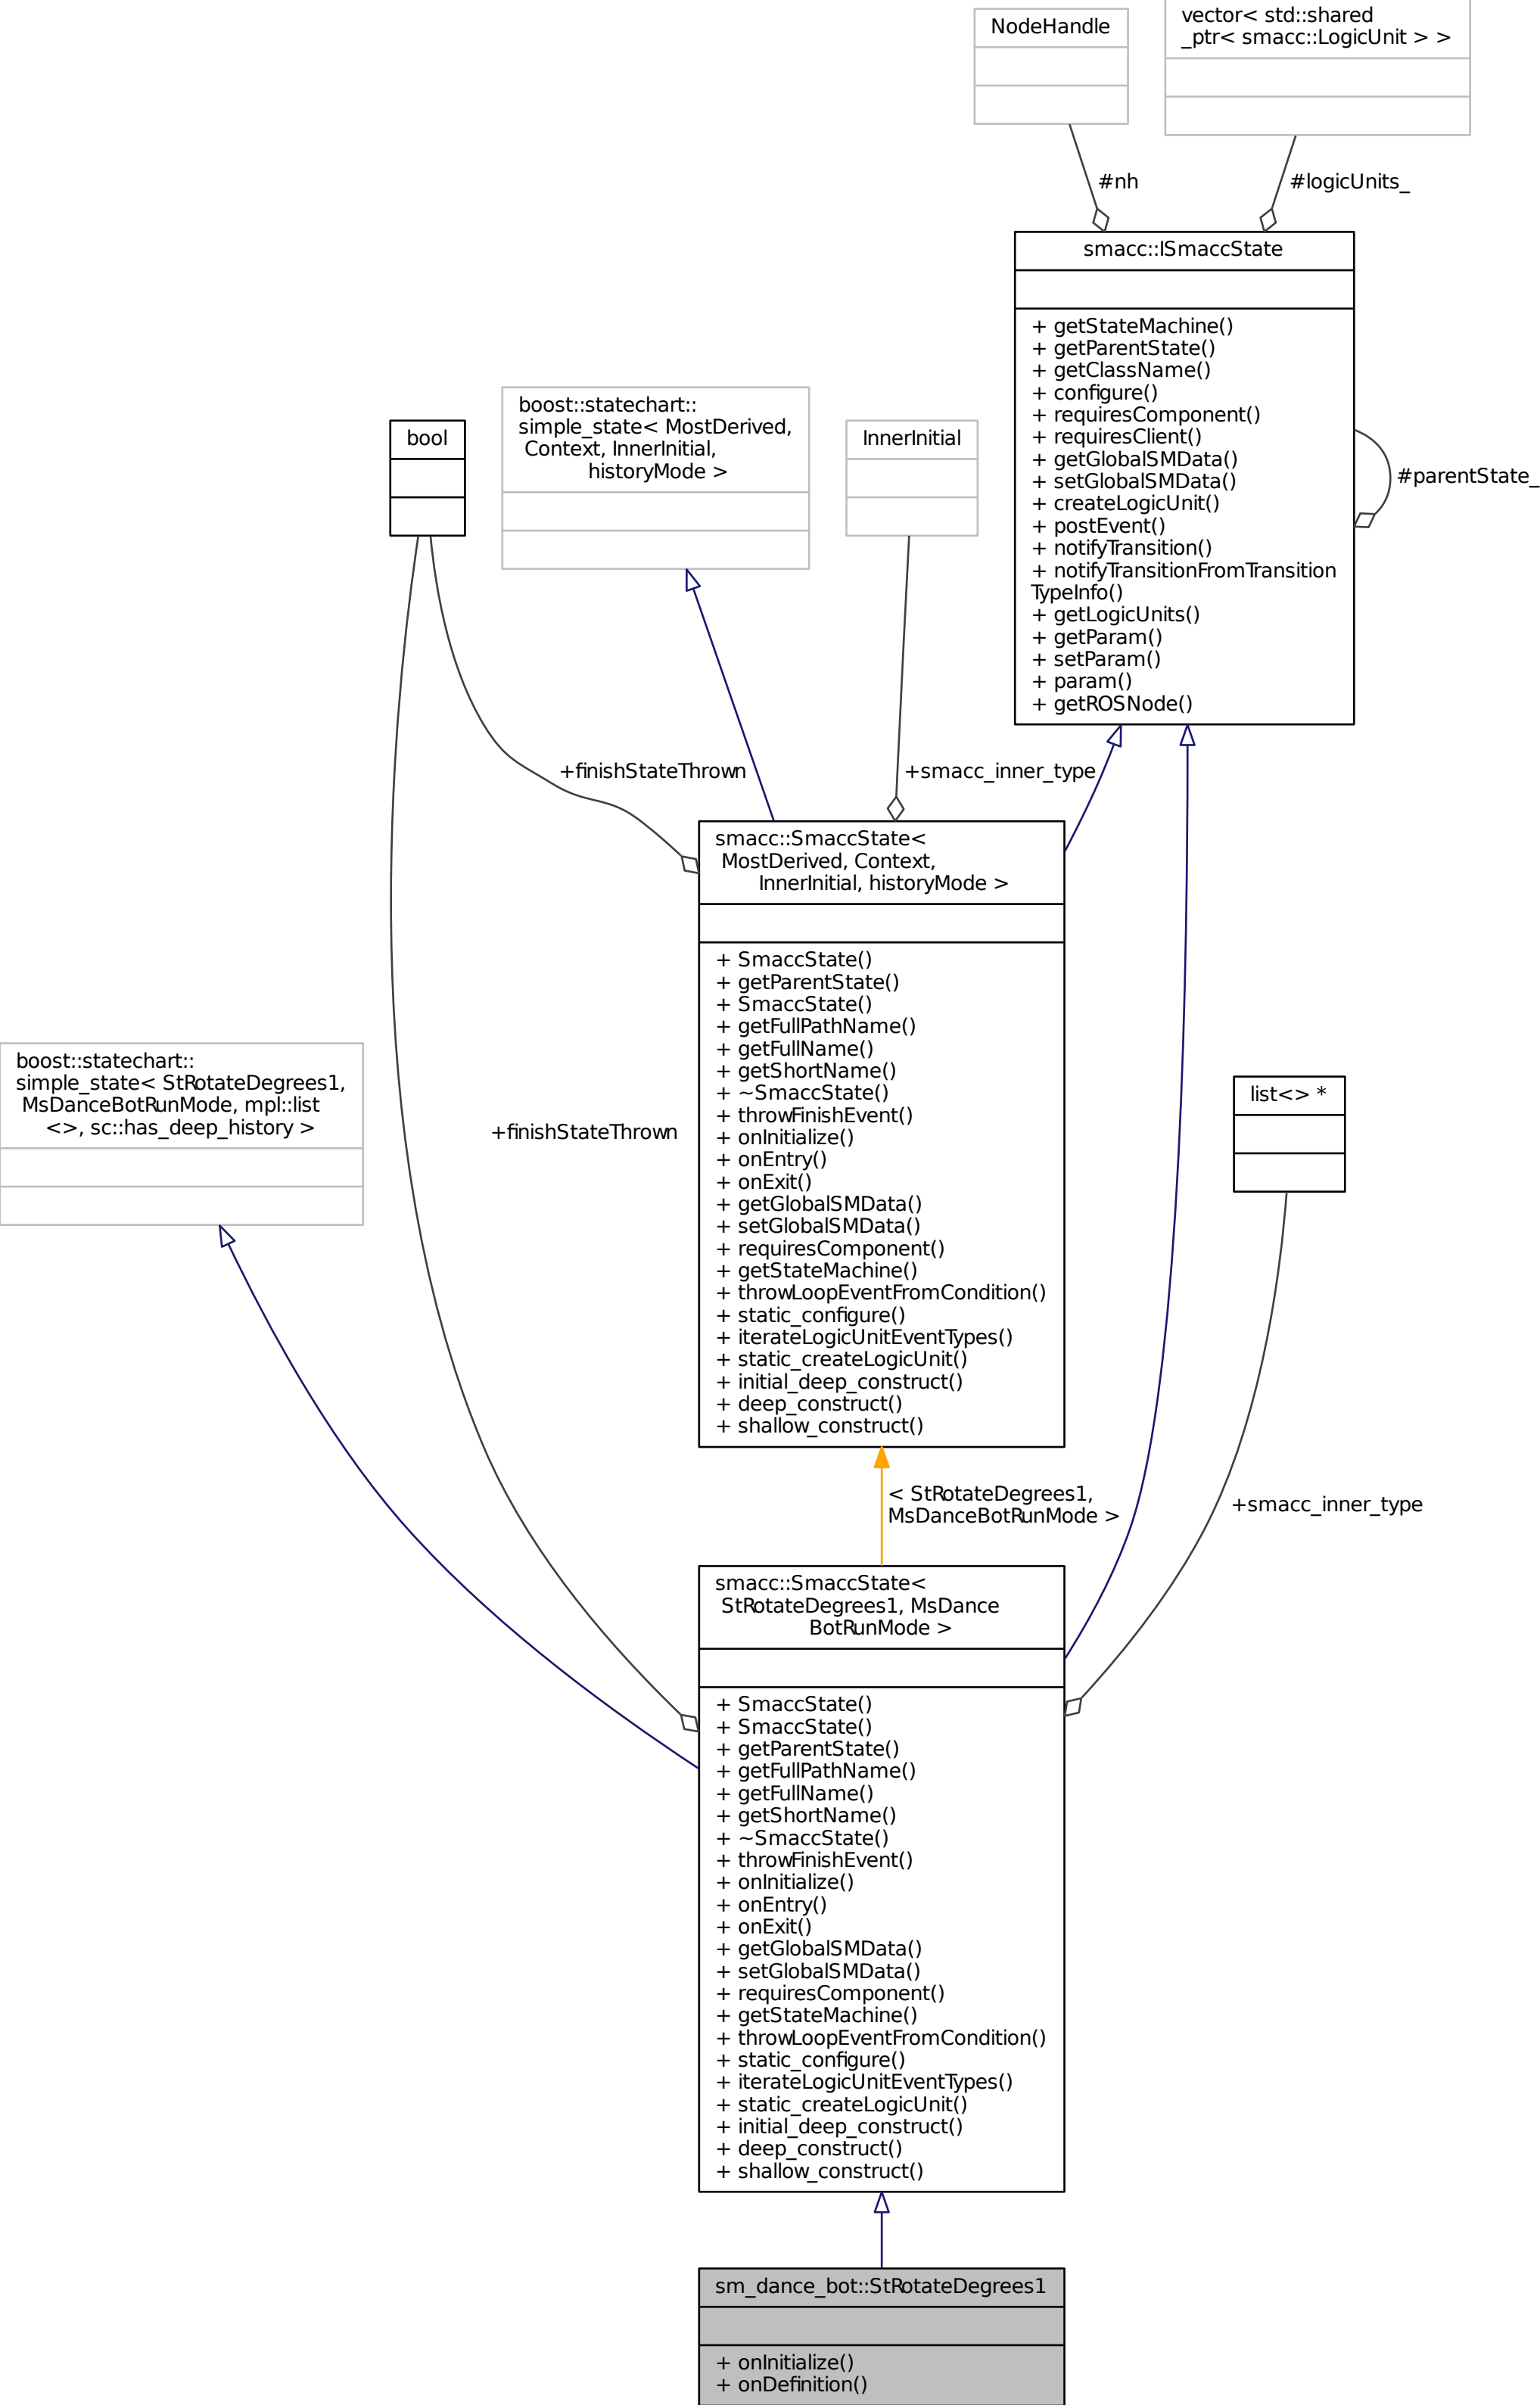 NodeHandle
vector< std::shared
_ptr< smacc::LogicUnit > >
#nh
#logicUnits_
smacc::ISmaccState
+ getStateMachine()
+ getParentState()
+ getClassName()
+ configure()
+ requiresComponent()
+ requiresClient()
+ getGlobalSMData()
+ setGlobalSMData()
+ createLogicUnit()
+ postEvent()
+ notifyTransition()
+ notifyTransitionFromTransition
TypeInfo()
+ getLogicUnits()
+ getParam()
+ setParam()
+ param()
+ getROSNode()
#parentState_
bool
boost::statechart::
simple_state< MostDerived,
Context, InnerInitial,
historyMode >
InnerInitial
+finishStateThrown
+smacc_inner_type
smacc::SmaccState<
MostDerived, Context,
InnerInitial, historyMode >
+ SmaccState()
+ getParentState()
+ SmaccState()
+ getFullPathName()
+ getFullName()
+ getShortName()
+ ~SmaccState()
+ throwFinishEvent()
+ onInitialize()
+ onEntry()
+ onExit()
+ getGlobalSMData()
+ setGlobalSMData()
+ requiresComponent()
+ getStateMachine()
+ throwLoopEventFromCondition()
+ static_configure()
+ iterateLogicUnitEventTypes()
+ static_createLogicUnit()
+ initial_deep_construct()
+ deep_construct()
+ shallow_construct()
boost::statechart::
simple_state< StRotateDegrees1,
MsDanceBotRunMode, mpl::list
<>, sc::has_deep_history >
+finishStateThrown
list<> *
< StRotateDegrees1,
MsDanceBotRunMode >
+smacc_inner_type
smacc::SmaccState<
StRotateDegrees1, MsDance
BotRunMode >
+ SmaccState()
+ SmaccState()
+ getParentState()
+ getFullPathName()
+ getFullName()
+ getShortName()
+ ~SmaccState()
+ throwFinishEvent()
+ onInitialize()
+ onEntry()
+ onExit()
+ getGlobalSMData()
+ setGlobalSMData()
+ requiresComponent()
+ getStateMachine()
+ throwLoopEventFromCondition()
+ static_configure()
+ iterateLogicUnitEventTypes()
+ static_createLogicUnit()
+ initial_deep_construct()
+ deep_construct()
+ shallow_construct()
sm_dance_bot::StRotateDegrees1
+ onInitialize()
+ onDefinition()